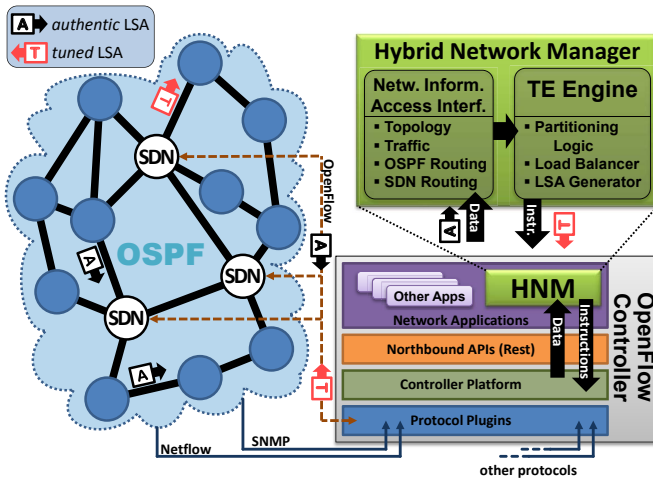 A authentic LSA
T tuned LSA
T
SDN
OpenFlow
A
OSPF
A
SDN
SDN
A
T
Netflow
SNMP
other protocols
Hybrid Network Manager
Netw. Inform.
Access Interf.
▪ Topology
▪ Traffic
▪ OSPF Routing
▪ SDN Routing
TE Engine
▪ Partitioning
Logic
▪ Load Balancer
▪ LSA Generator
A
Data
Instr.
T
Other Apps
HNM
Network Applications
Northbound APIs (Rest)
Controller Platform
Protocol Plugins
Data
Instructions
OpenFlow
Controller